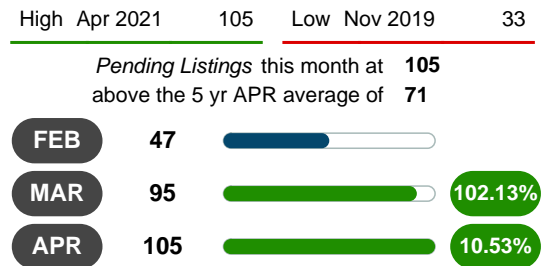 High Apr 2021 105 Low Nov 2019 33
Pending Listings this month at 105
above the 5 yr APR average of 71
FEB 47
MAR 95 102.13%
APR 105 10.53%